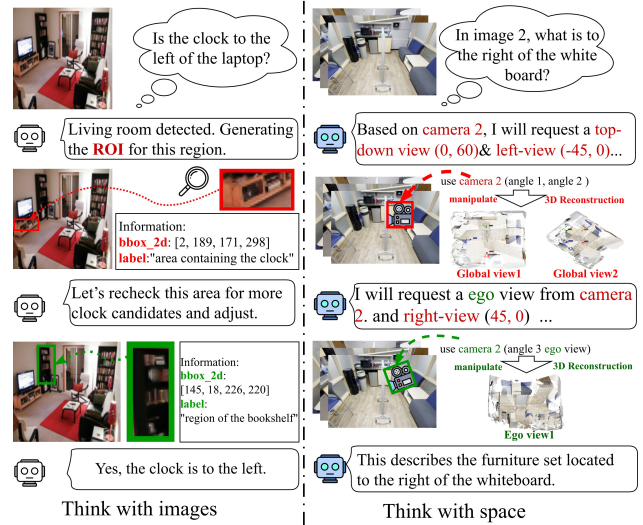 Is the clock to the
left of the laptop?
Living room detected. Generating
the ROI for this region.
Information:
bbox_2d: [2, 189, 171, 298]
label:"area containing the clock"
Let's recheck this area for more
clock candidates and adjust.
Information:
bbox_2d:
[145, 18, 226, 220]
label:
"region of the bookshelf"
Yes, the clock is to the left.
Think with images
In image 2, what is to
the right of the white
board?
Based on camera 2, I will request a top-
down view (0, 60)& left-view (-45, 0)...
use camera 2 (angle 1, angle 2 )
manipulate
3D Reconstruction
Global view1
Global view2
I will request a ego view from camera
2. and right-view (45, 0) ...
use camera 2 (angle 3 ego view)
manipulate
3D Reconstruction
Ego view1
This describes the furniture set located
to the right of the whiteboard.
Think with space